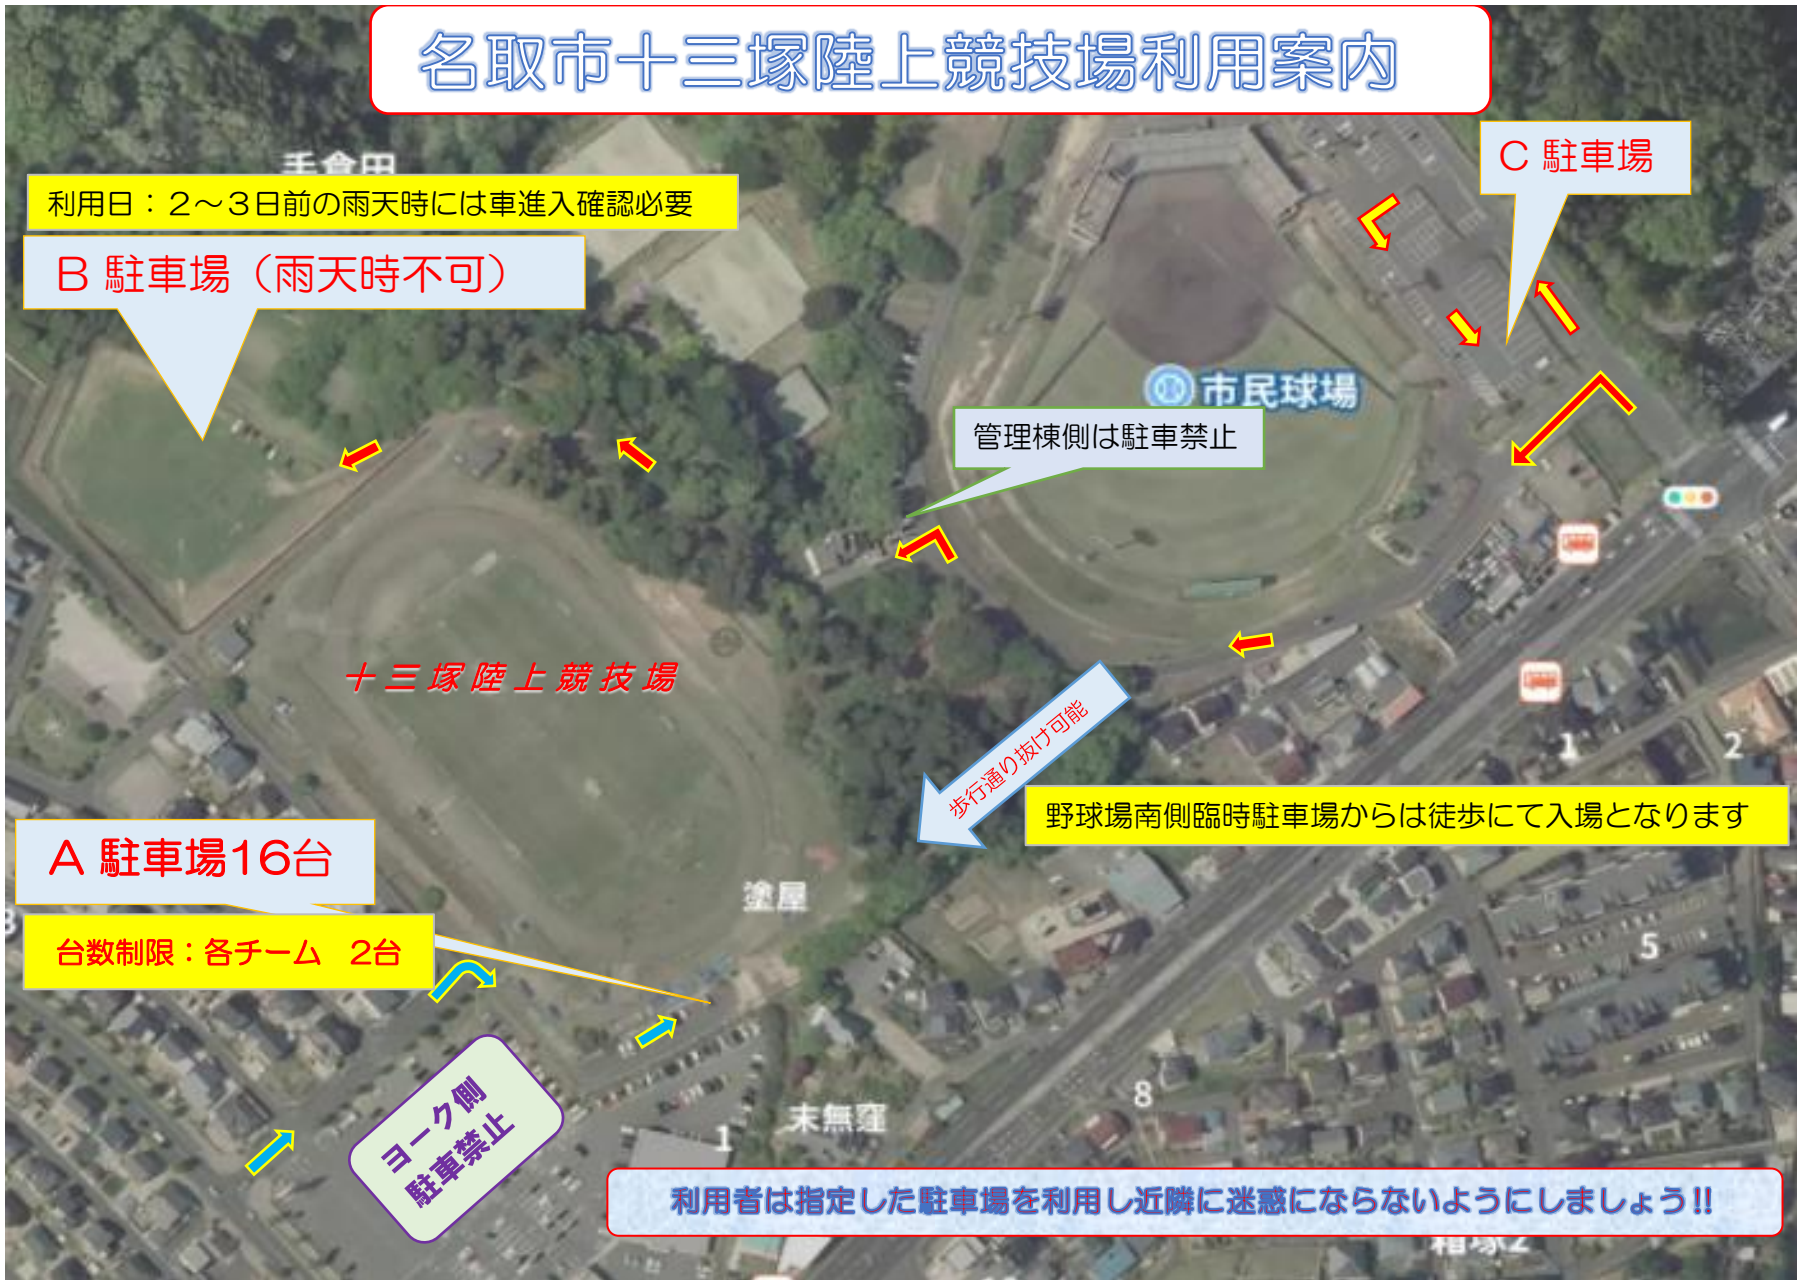 名取市十三塚陸上競技場利用案内
手倉田
利用日：２～３日前の雨天時には車進入確認必要
B 駐車場（雨天時不可）
C 駐車場
市民球場
管理棟側は駐車禁止
十三塚陸上競技場
歩行通り抜け可能
1
2
野球場南側臨時駐車場からは徒歩にて入場となります
A 駐車場16台
台数制限：各チーム　2台
塗屋
5
ヨーク側
駐車禁止
8
末無窪
1
利用者は指定した駐車場を利用し近隣に迷惑にならないようにしましょう!!